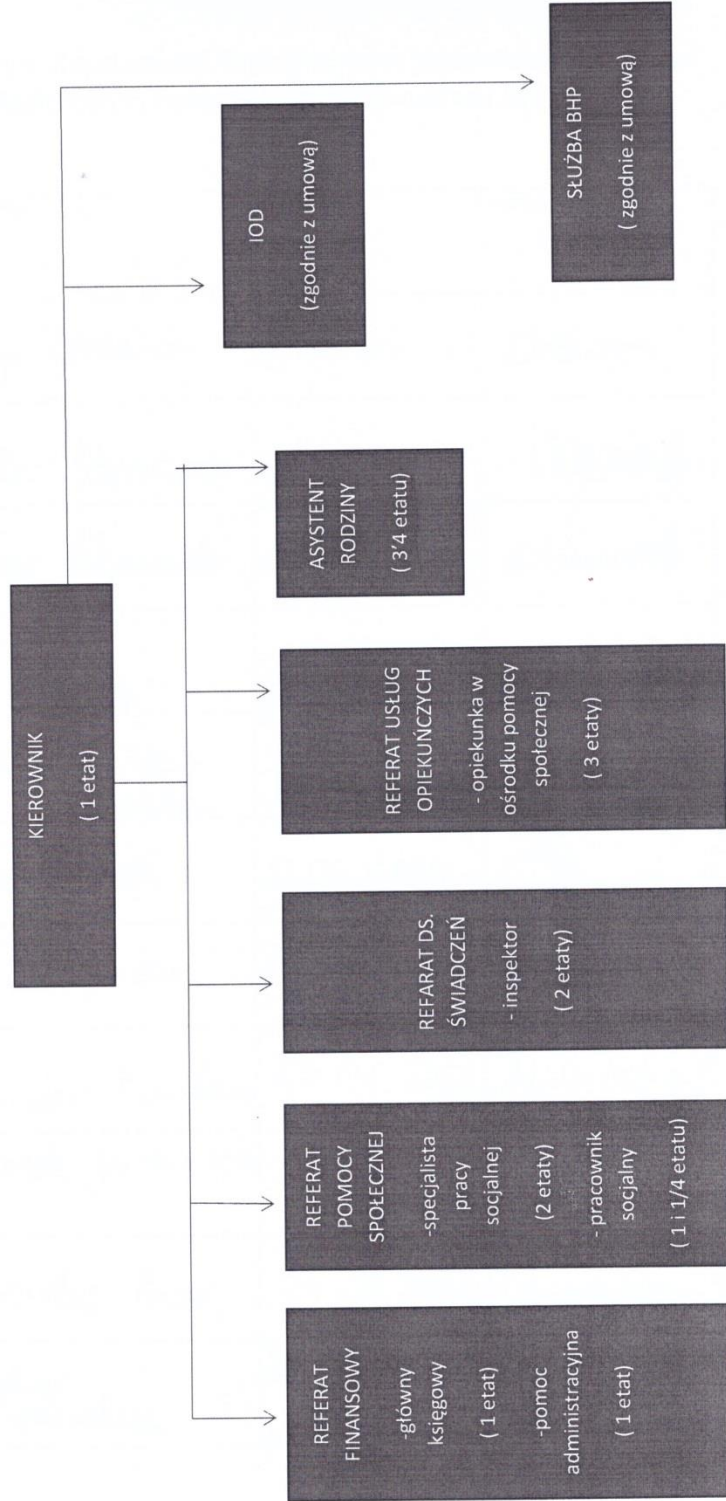 KIEROWNIK
( 1 etat)
REFERAT
FINANSOWY
-główny
księgowy
( 1 etat)
-pomoc
administracyjna
( 1 etat)
REFERAT
POMOCY
SPOŁECZNEJ
-specjalista
pracy
socjalnej
(2 etaty)
- pracownik
socjalny
( 1 i 1/4 etatu)
REFARAT DS.
ŚWIADCZEŃ
- inspektor
( 2 etaty)
REFERAT USŁUG
OPIEKUŃCZYCH
- opiekunka w
ośrodku pomocy
społecznej
( 3 etaty)
ASYSTENT
RODZINY
( 3'4 etatu)
IOD
(zgodnie z umową)
SŁUŻBA BHP
( zgodnie z umową)